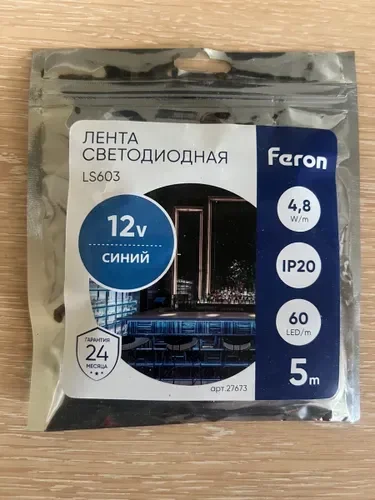 ЛЕНТА
СВЕТОДИОДНАЯ
LS603
12v
СИНИЙ
ГАРАНТИЯ
24
МЕСЯЦА
арт.27673
Feron
4,8
W/m
IP20
60
LED/m
5m